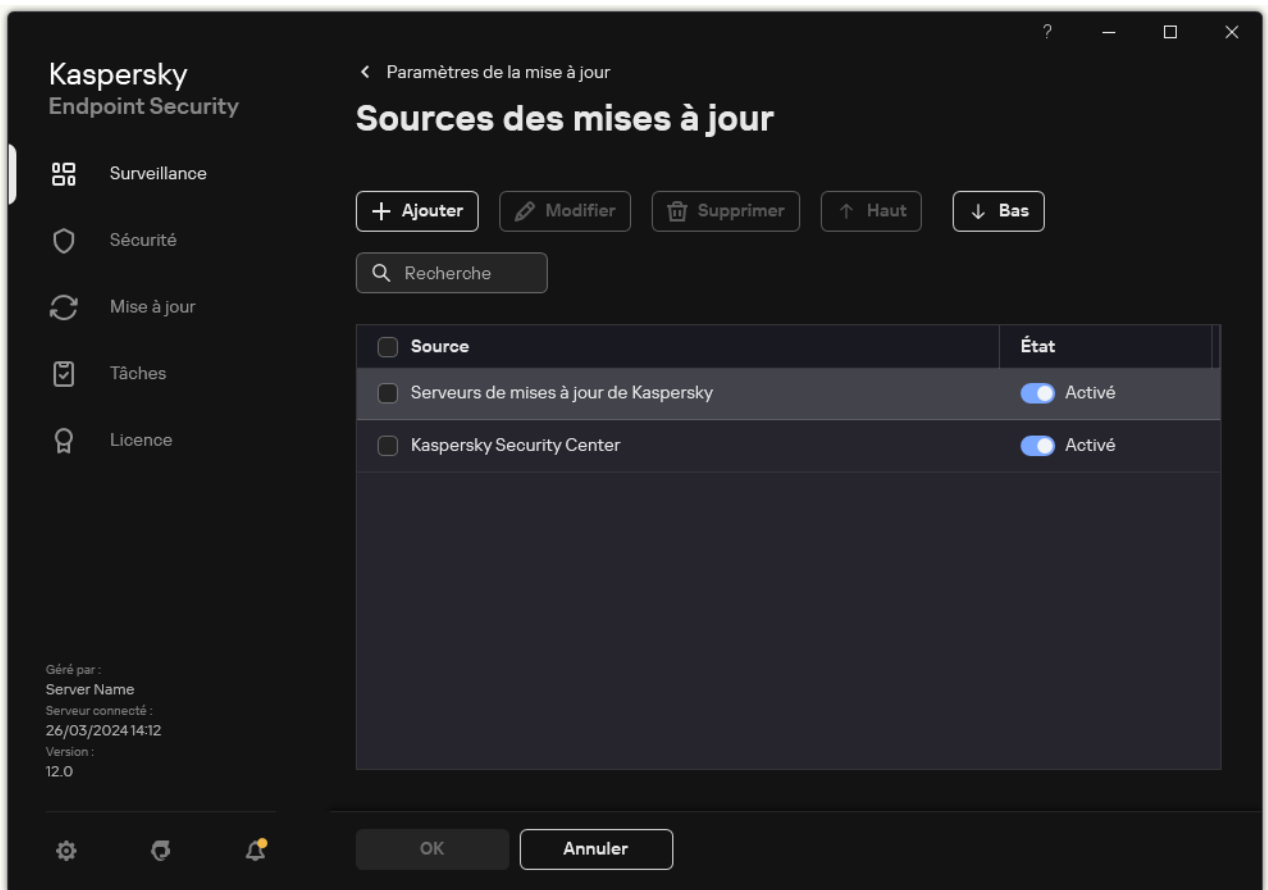 ?
Kaspersky
Endpoint Security
Surveillance
Sécurité
Mise à jour
Tâches
Licence
Géré par :
Server Name
Serveur connecté :
26/03/2024 14:12
Version :
12.0
Paramètres de la mise à jour
Sources des mises à jour
Ajouter Modifier Supprimer Haut Bas
Recherche
Source État
Serveurs de mises à jour de Kaspersky Activé
Kaspersky Security Center Activé
OK Annuler